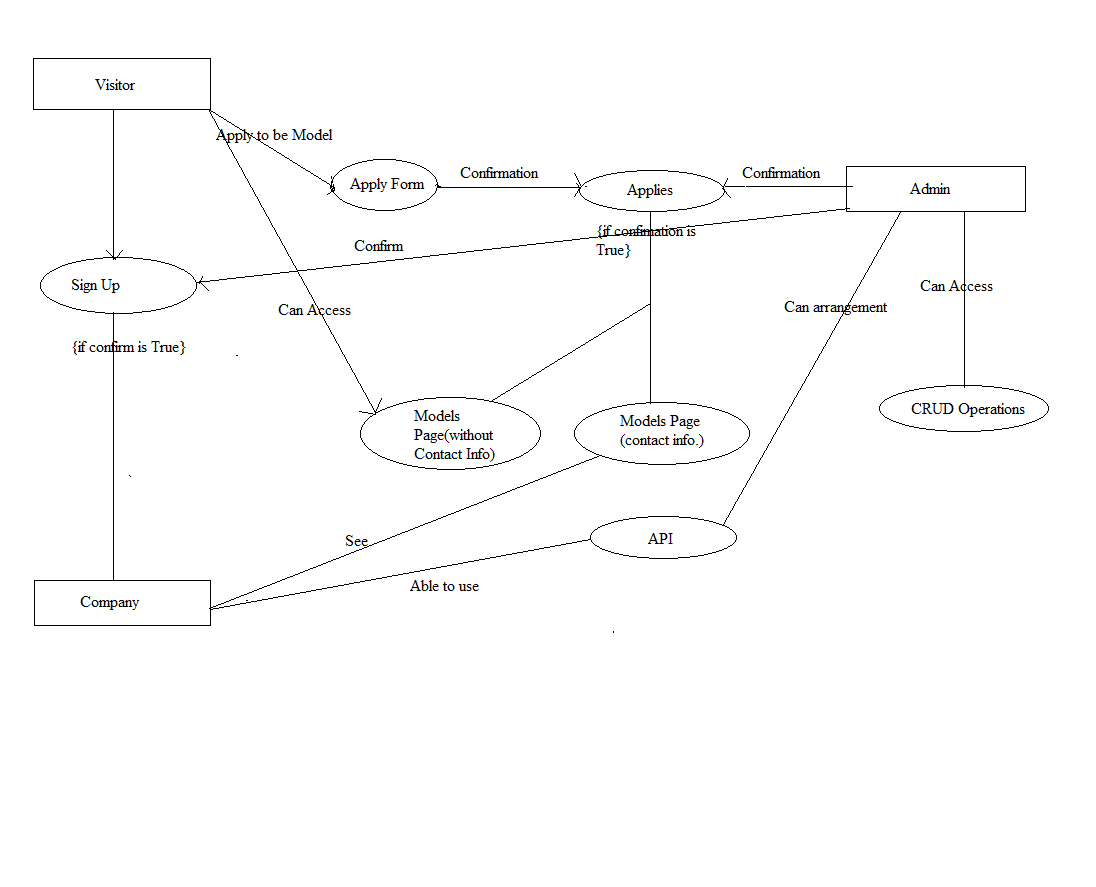 Visitor
Apply to be Model
Apply Form
Confirmation
Applies
Confirmation
Admin
{if confimation is
True}
Confirm
Sign Up
Can Access
Can arrangement
Can Access
{if confirm is True}
Models
Page(without
Contact Info)
Models Page
(contact info.)
CRUD Operations
See
API
Able to use
Company